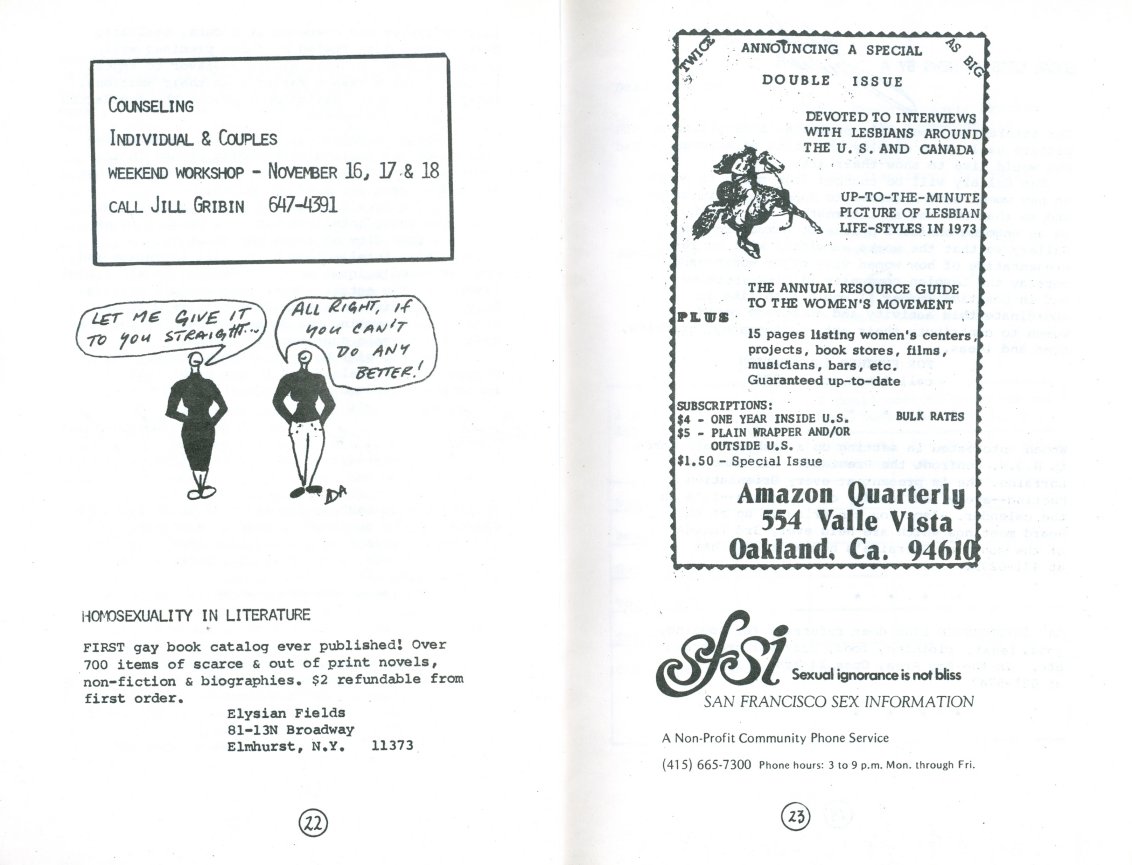 COUNSELING
INDIVIDUAL & COUPLES
WEEKEND WORKSHOP - NOVEMBER 16, 17 & 18
CALL JILL GRIBIN 647-4391
LET ME GIVE IT
TO YOU STRAIGHT...
ALL RIGHT, IF
YOU CAN'T
DO ANY
BETTER!
DA
HOMOSEXUALITY IN LITERATURE
FIRST gay book catalog ever published! Over
700 items of scarce & out of print novels,
non-fiction & biographies. $2 refundable from
first order.
Elysian Fields
81-13N Broadway
Elmhurst, N.Y. 11373
22
TWICE
AS BIG
ANNOUNCING A SPECIAL
DOUBLE ISSUE
DEVOTED TO INTERVIEWS
WITH LESBIANS AROUND
THE U. S. AND CANADA
UP-TO-THE-MINUTE
PICTURE OF LESBIAN
LIFE-STYLES IN 1973
THE ANNUAL RESOURCE GUIDE
TO THE WOMEN'S MOVEMENT
PLUS
15 pages listing women's centers,
projects, book stores, films,
musicians, bars, etc.
Guaranteed up-to-date
SUBSCRIPTIONS:
$4 - ONE YEAR INSIDE U.S. BULK RATES
$5 - PLAIN WRAPPER AND/OR
OUTSIDE U.S.
$1.50 - Special Issue
Amazon Quarterly
554 Valle Vista
Oakland, Ca. 94610
sfsi Sexual ignorance is not bliss
SAN FRANCISCO SEX INFORMATION
A Non-Profit Community Phone Service
(415) 665-7300 Phone hours: 3 to 9 p.m. Mon. through Fri.
23